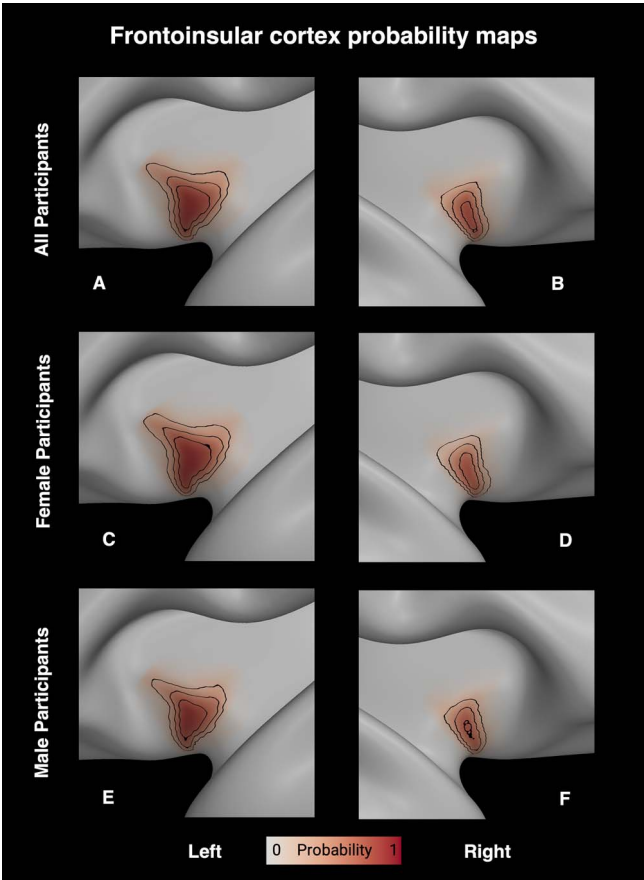 Frontoinsular cortex probability maps
All Participants
A
B
Female Participants
C
D
Male Participants
E
F
Left
0 Probability 1
Right